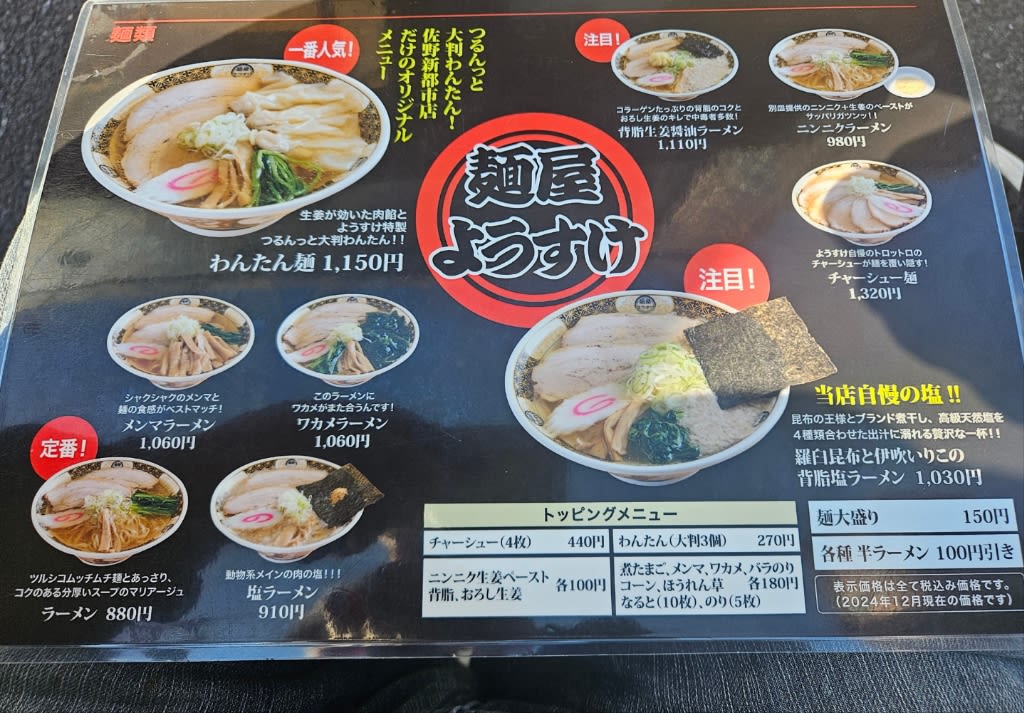 麺類
一番人気！
つるんっと
大判わんたん！
佐野新都市店
だけのオリジナル
メニュー
生姜が効いた肉餡と
ようすけ特製
つるんっと大判わんたん！！
わんたん麺 1,150円
注目！
コラーゲンたっぷりの背脂のコクと
おろし生姜のキレで中毒者多数！
背脂生姜醤油ラーメン
1,110円
別皿提供のニンニク＋生姜のペーストが
サッパリガツンッ！！
ニンニクラーメン
980円
麺屋
ようすけ
ようすけ自慢のトロットロの
チャーシューが麺を覆い隠す！
チャーシュー麺
1,320円
シャクシャクのメンマと
麺の食感がベストマッチ！
メンマラーメン
1,060円
このラーメンに
ワカメがまた合うんです！
ワカメラーメン
1,060円
注目！
当店自慢の塩！！
昆布の王様とブランド煮干し、高級天然塩を
４種類合わせた出汁に溺れる贅沢な一杯！！
羅臼昆布と伊吹いりこの
背脂塩ラーメン 1,030円
定番！
ツルシコムッチムチ麺とあっさり、
コクのある分厚いスープのマリアージュ
ラーメン 880円
動物系メインの肉の塩！！！
塩ラーメン
910円
トッピングメニュー
チャーシュー(4枚) 440円
わんたん(大判3個) 270円
ニンニク生姜ペースト
背脂、おろし生姜 各100円
煮たまご、メンマ、ワカメ、バラのり
コーン、ほうれん草 各180円
なると(10枚)、のり(5枚)
麺大盛り 150円
各種 半ラーメン 100円引き
表示価格は全て税込み価格です。
(2024年12月現在の価格です)